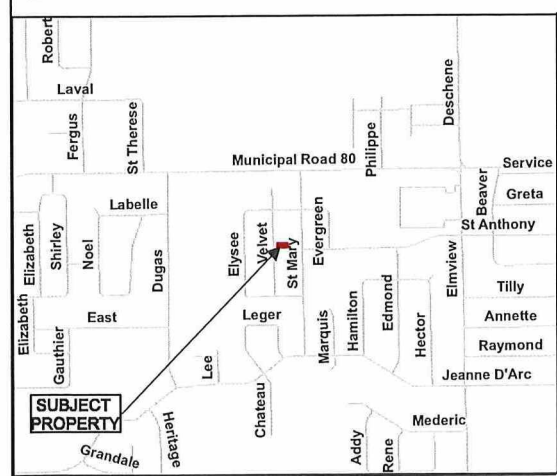 Robert
Laval
Fergus
St Therese
Deschene
Philippe
Municipal Road 80
Service
Beaver
Greta
Labelle
St Anthony
Elizabeth
Shirley
Noel
Dugas
Elysee
Velvet
St Mary
Evergreen
Elmview
Tilly
Elizabeth
Gauthier
East
Leger
Marquis
Hamilton
Edmond
Hector
Annette
Raymond
Lee
Chateau
Jeanne D'Arc
SUBJECT
PROPERTY
Heritage
Grandale
Addy
Rene
Mederic